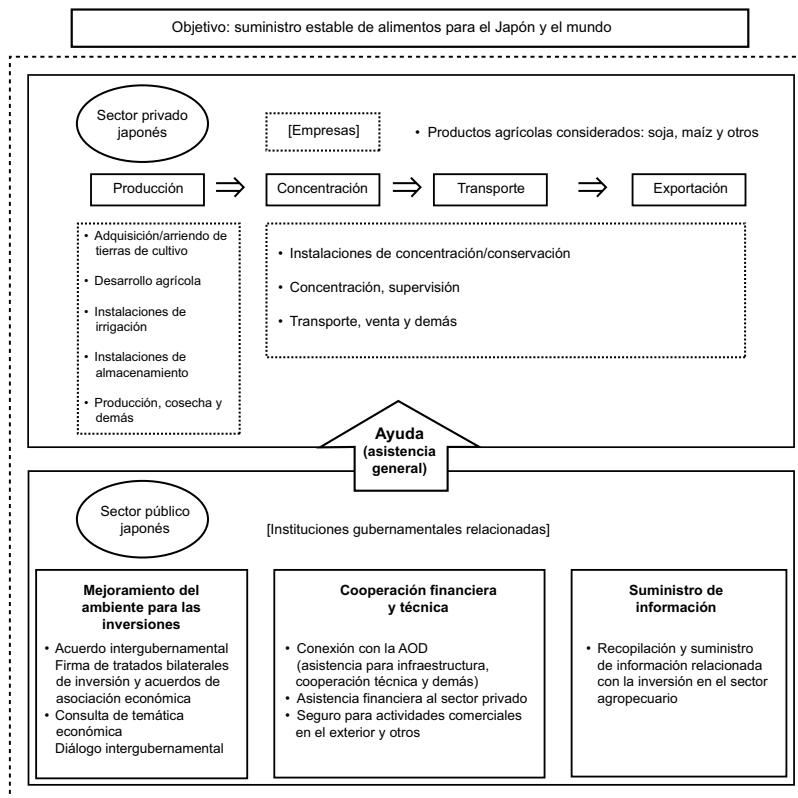 Objetivo: suministro estable de alimentos para el Japón y el mundo
Sector privado
japonés
[Empresas]
• Productos agrícolas considerados: soja, maíz y otros
Producción
Concentración
Transporte
Exportación
• Adquisición/arriendo de
tierras de cultivo
• Desarrollo agrícola
• Instalaciones de
irrigación
• Instalaciones de
almacenamiento
• Producción, cosecha y
demás
• Instalaciones de concentración/conservación
• Concentración, supervisión
• Transporte, venta y demás
Ayuda
(asistencia
general)
Sector público
japonés
[Instituciones gubernamentales relacionadas]
Mejoramiento del
ambiente para las
inversiones
• Acuerdo intergubernamental
Firma de tratados bilaterales
de inversión y acuerdos de
asociación económica
• Consulta de temática
económica
Diálogo intergubernamental
Cooperación financiera
y técnica
• Conexión con la AOD
(asistencia para infraestructura,
cooperación técnica y demás)
• Asistencia financiera al sector privado
• Seguro para actividades comerciales
en el exterior y otros
Suministro de
información
• Recopilación y suministro
de información relacionada
con la inversión en el sector
agropecuario